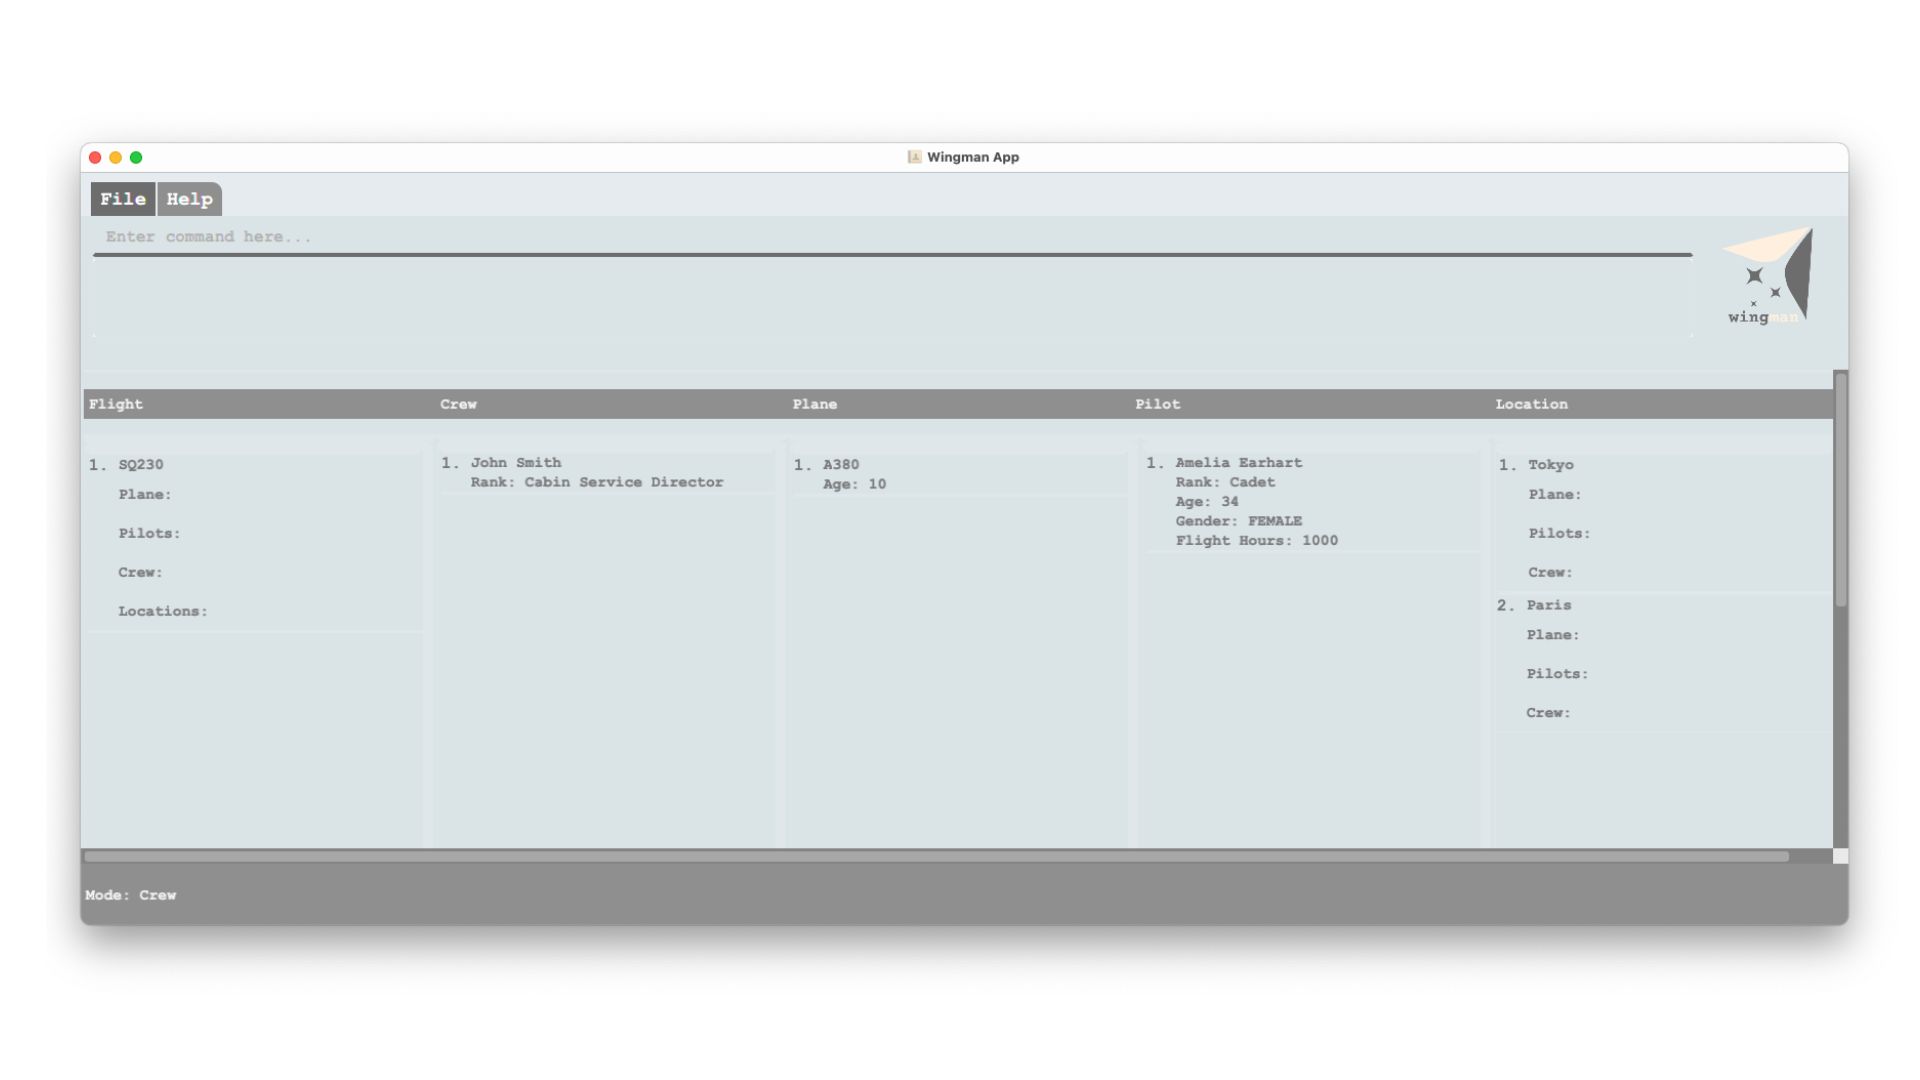 Wingman App
File Help
Enter command here...
wingman
Flight Crew Plane Pilot Location
1. SQ230
Plane:
Pilots:
Crew:
Locations:
1. John Smith
Rank: Cabin Service Director
1. A380
Age: 10
1. Amelia Earhart
Rank: Cadet
Age: 34
Gender: FEMALE
Flight Hours: 1000
1. Tokyo
Plane:
Pilots:
Crew:
2. Paris
Plane:
Pilots:
Crew:
Mode: Crew